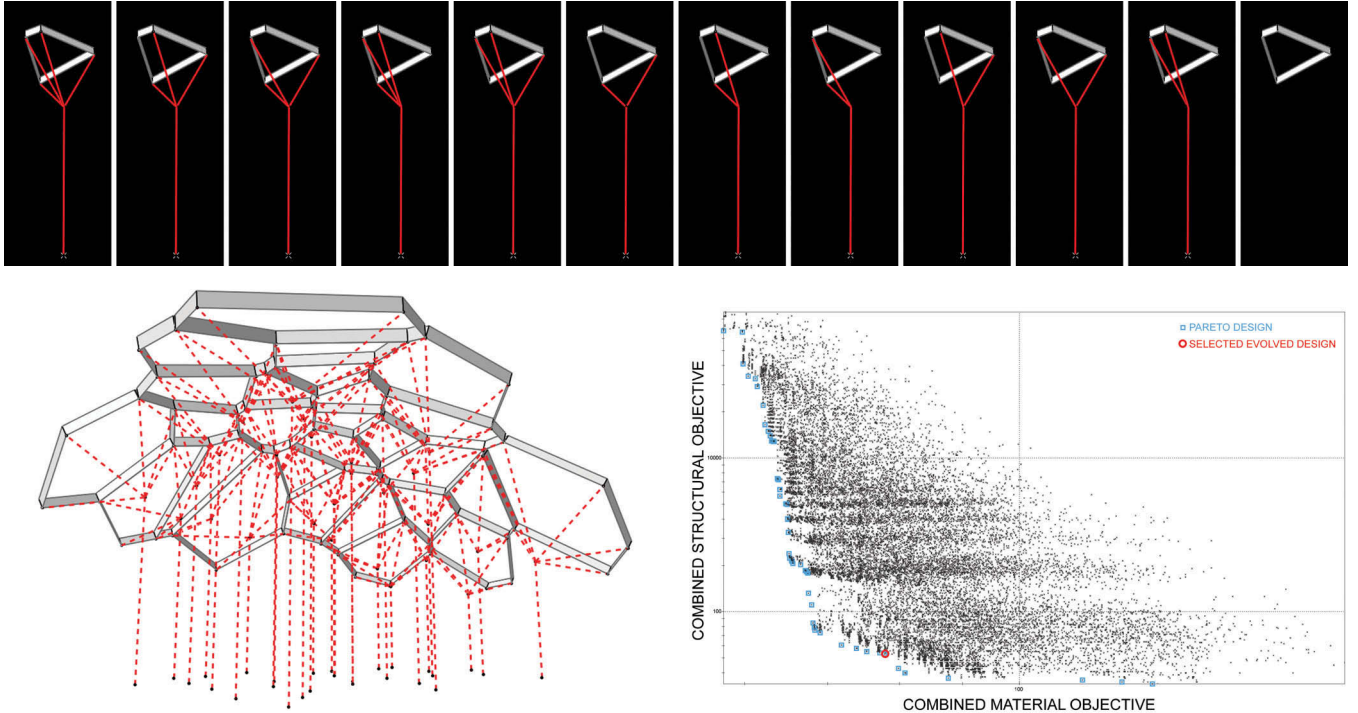 PARETO DESIGN
SELECTED EVOLVED DESIGN
COMBINED STRUCTURAL OBJECTIVE
10000
100
100
COMBINED MATERIAL OBJECTIVE